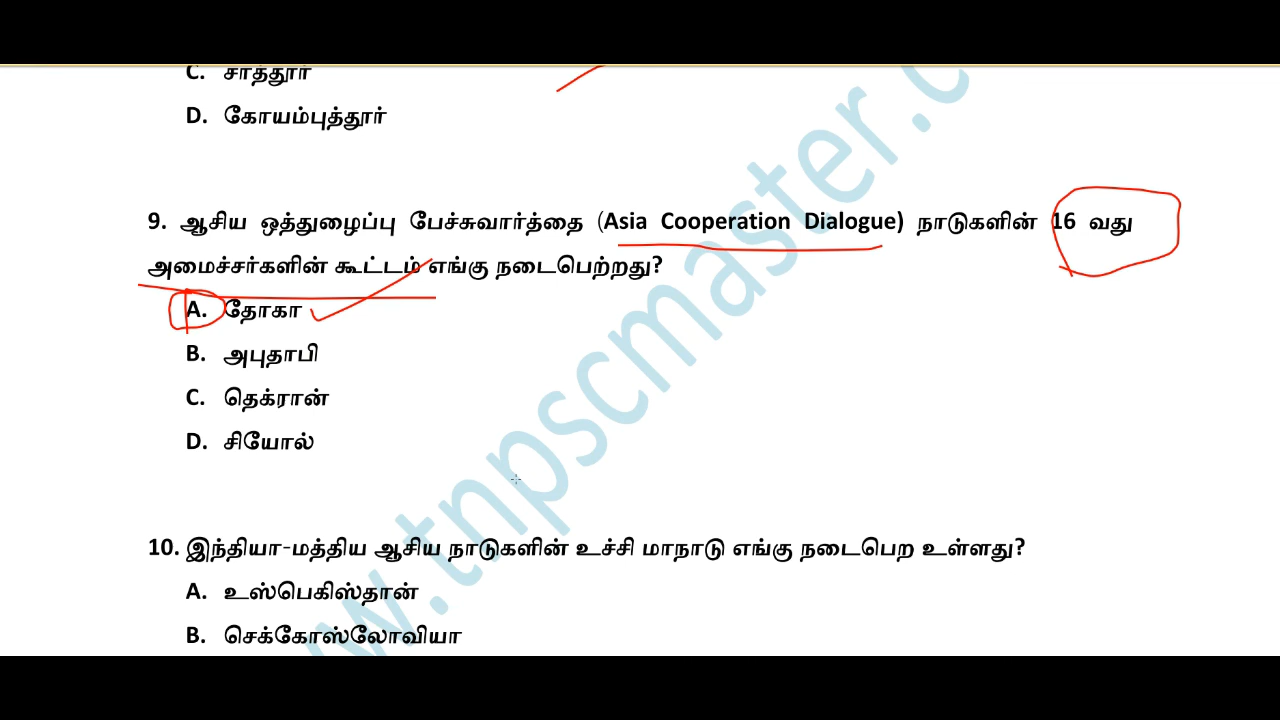 C. சாத்தூர்
D. கோயம்புத்தூர்
9. ஆசிய ஒத்துழைப்பு பேச்சுவார்த்தை (Asia Cooperation Dialogue) நாடுகளின் 16 வது
அமைச்சர்களின் கூட்டம் எங்கு நடைபெற்றது?
A. தோகா
B. அபுதாபி
C. தெக்ரான்
D. சியோல்
10. இந்தியா-மத்திய ஆசிய நாடுகளின் உச்சி மாநாடு எங்கு நடைபெற உள்ளது?
A. உஸ்பெகிஸ்தான்
B. செக்கோஸ்லோவியா
w.tnpscmaster.c